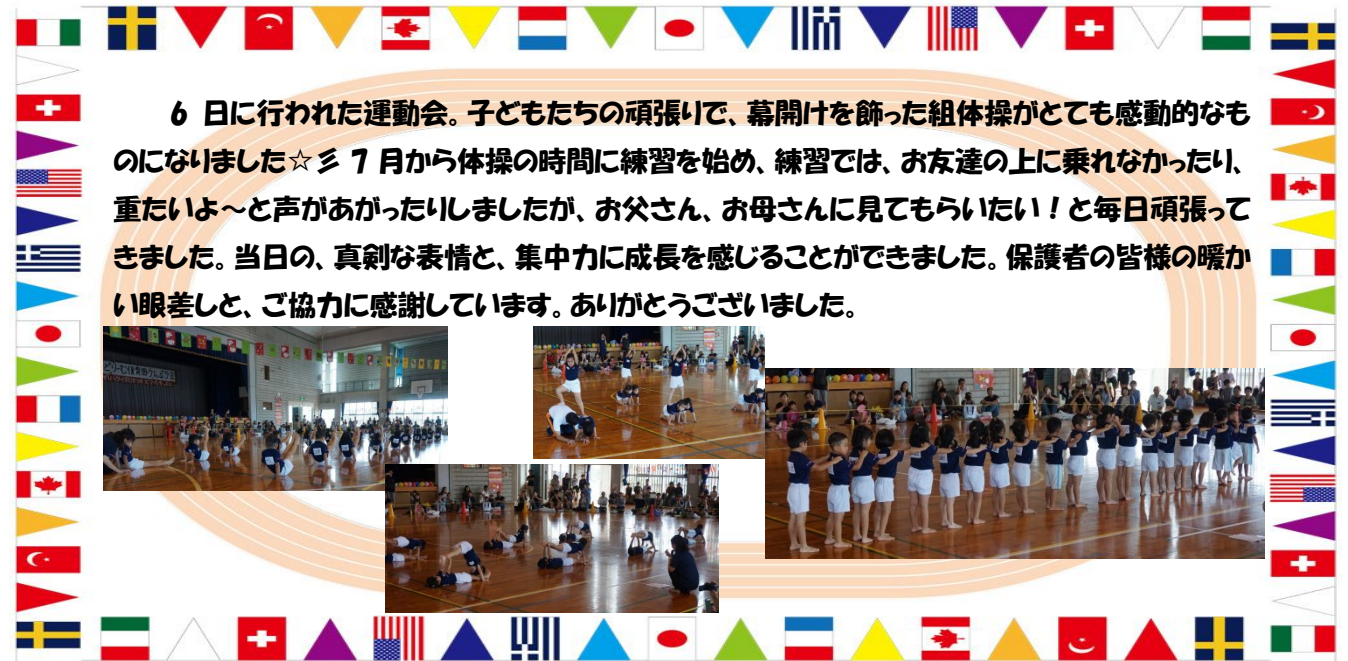 6 日に行われた運動会。子どもたちの頑張りで、幕開けを飾った組体操がとても感動的なも
のになりました☆彡 7 月から体操の時間に練習を始め、練習では、お友達の上に乗れなかったり、
重たいよ～と声があがったりしましたが、お父さん、お母さんに見てもらいたい！と毎日頑張って
きました。当日の、真剣な表情と、集中力に成長を感じることができました。保護者の皆様の暖か
い眼差しと、ご協力に感謝しています。ありがとうございました。